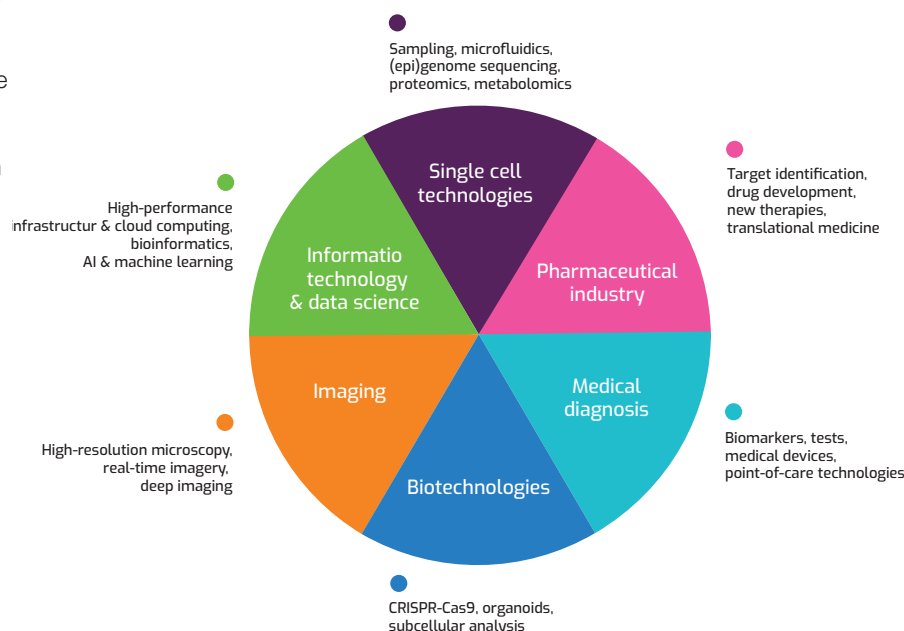 Sampling, microfluidics,
(epi)genome sequencing,
proteomics, metabolomics
e
Single cell
technologies
Target identification,
drug development,
new therapies,
translational medicine
High-performance
infrastructur & cloud computing,
bioinformatics,
AI & machine learning
Informatio
technology
& data science
Pharmaceutical
industry
Imaging
Medical
diagnosis
High-resolution microscopy,
real-time imagery,
deep imaging
Biomarkers, tests,
medical devices,
point-of-care technologies
Biotechnologies
CRISPR-Cas9, organoids,
subcellular analysis